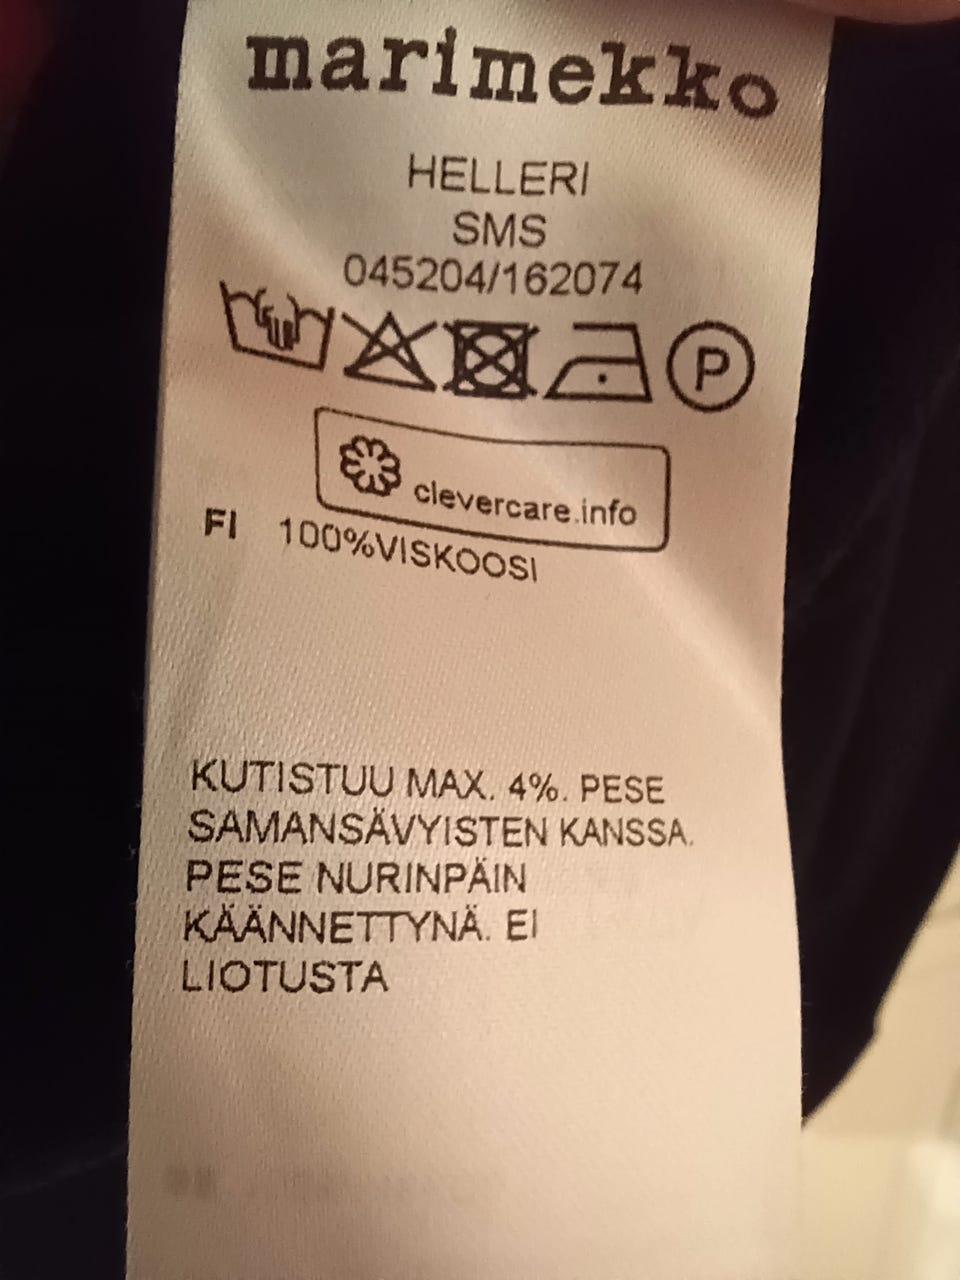 marimekko
HELLERI
SMS
045204/162074
P
clevercare.info
FI 100%VISKOOSI
KUTISTUU MAX. 4%. PESE
SAMANSÄVYISTEN KANSSA.
PESE NURINPÄIN
KÄÄNNETTYNÄ. EI
LIOTUSTA